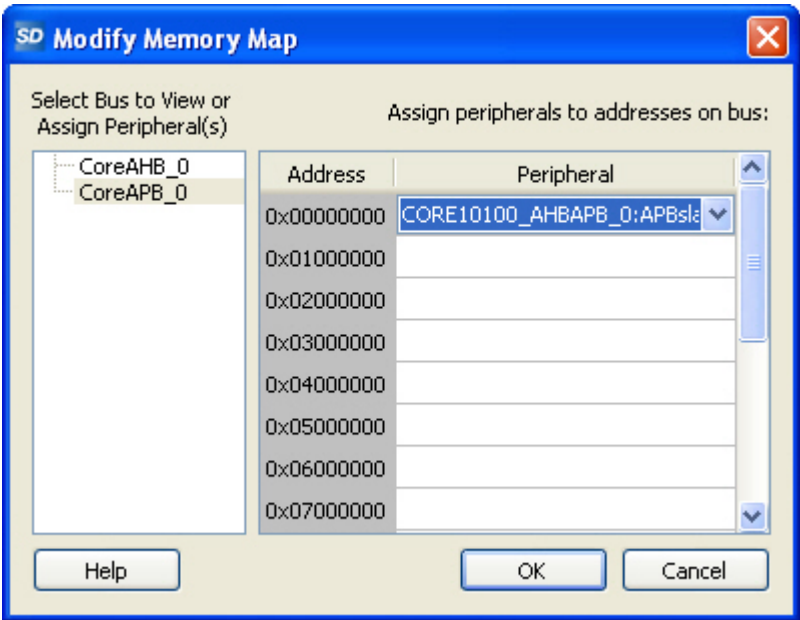 SD Modify Memory Map
Select Bus to View or
Assign Peripheral(s)
Assign peripherals to addresses on bus:
CoreAHB_0
CoreAPB_0
Address Peripheral
0x00000000 CORE10100_AHBAPB_0:APBsla
0x01000000
0x02000000
0x03000000
0x04000000
0x05000000
0x06000000
0x07000000
Help OK Cancel